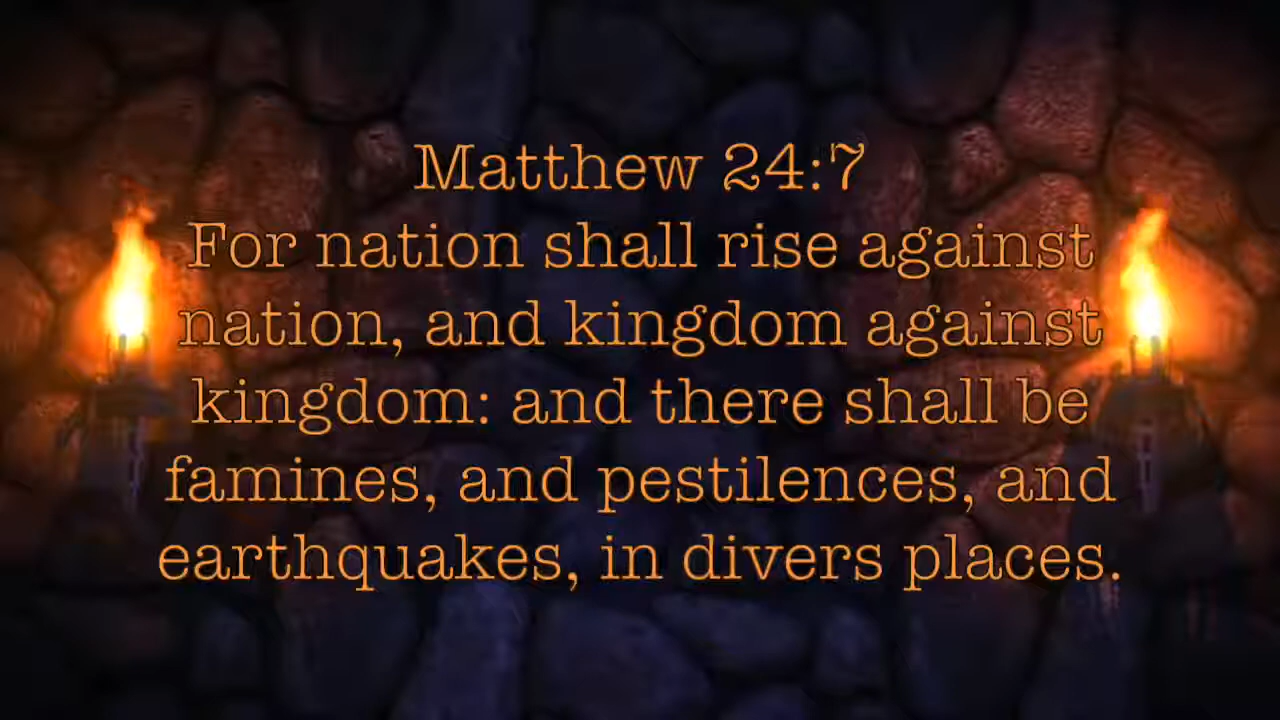 Matthew 24:7
For nation shall rise against
nation, and kingdom against
kingdom: and there shall be
famines, and pestilences, and
earthquakes, in divers places.